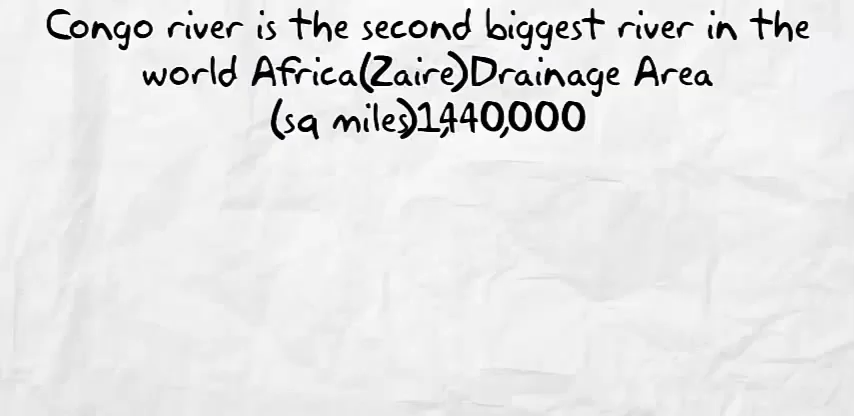 Congo river is the second biggest river in the
world Africa(Zaire)Drainage Area
(sq miles)1,440,000